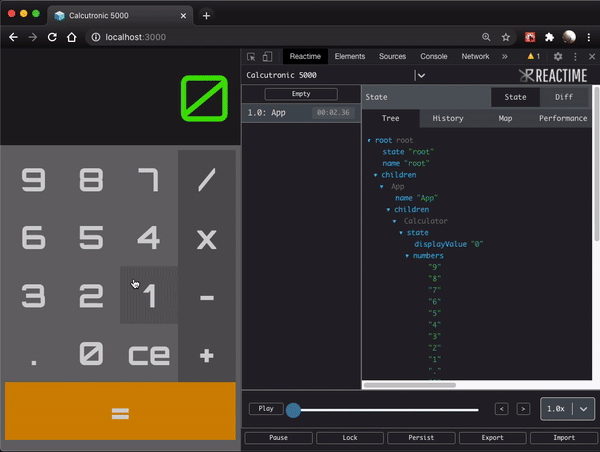 Calcutronic 5000
localhost:3000
Reactime Elements Sources Console Network » 1
Calcutronic 5000
REACTIME
0
Empty
State State Diff
1.0: App 00:02.36
Tree History Map Performance
root root
state "root"
name "root"
children
App
name "App"
children
Calculator
state
displayValue "0"
numbers
"9"
"8"
"7"
"6"
"5"
"4"
"3"
"2"
"1"
"."
9 8 7 /
6 5 4 x
3 2 1 -
. 0 ce +
=
Play < > 1.0x
Pause Lock Persist Export Import